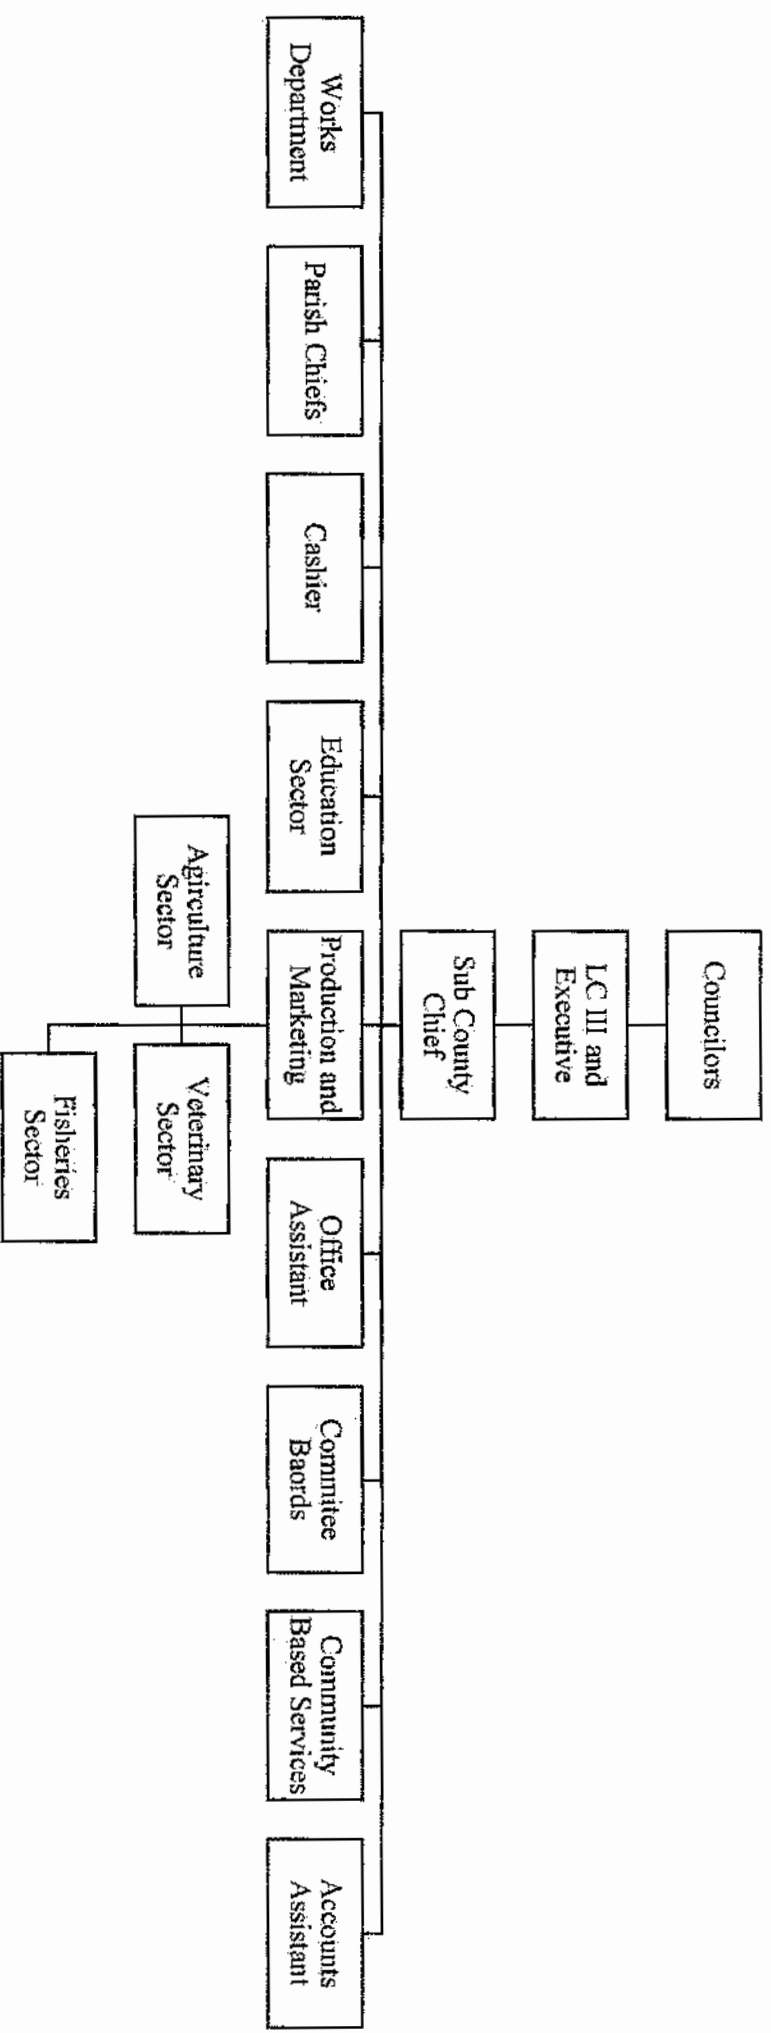 Councilors
LC III and
Executive
Sub County
Chief
Works
Department
Parish Chiefs
Cashier
Education
Sector
Production and
Marketing
Office
Assistant
Commitee
Baords
Community
Based Services
Accounts
Assistant
Agirculture
Sector
Veterinary
Sector
Fisheries
Sector